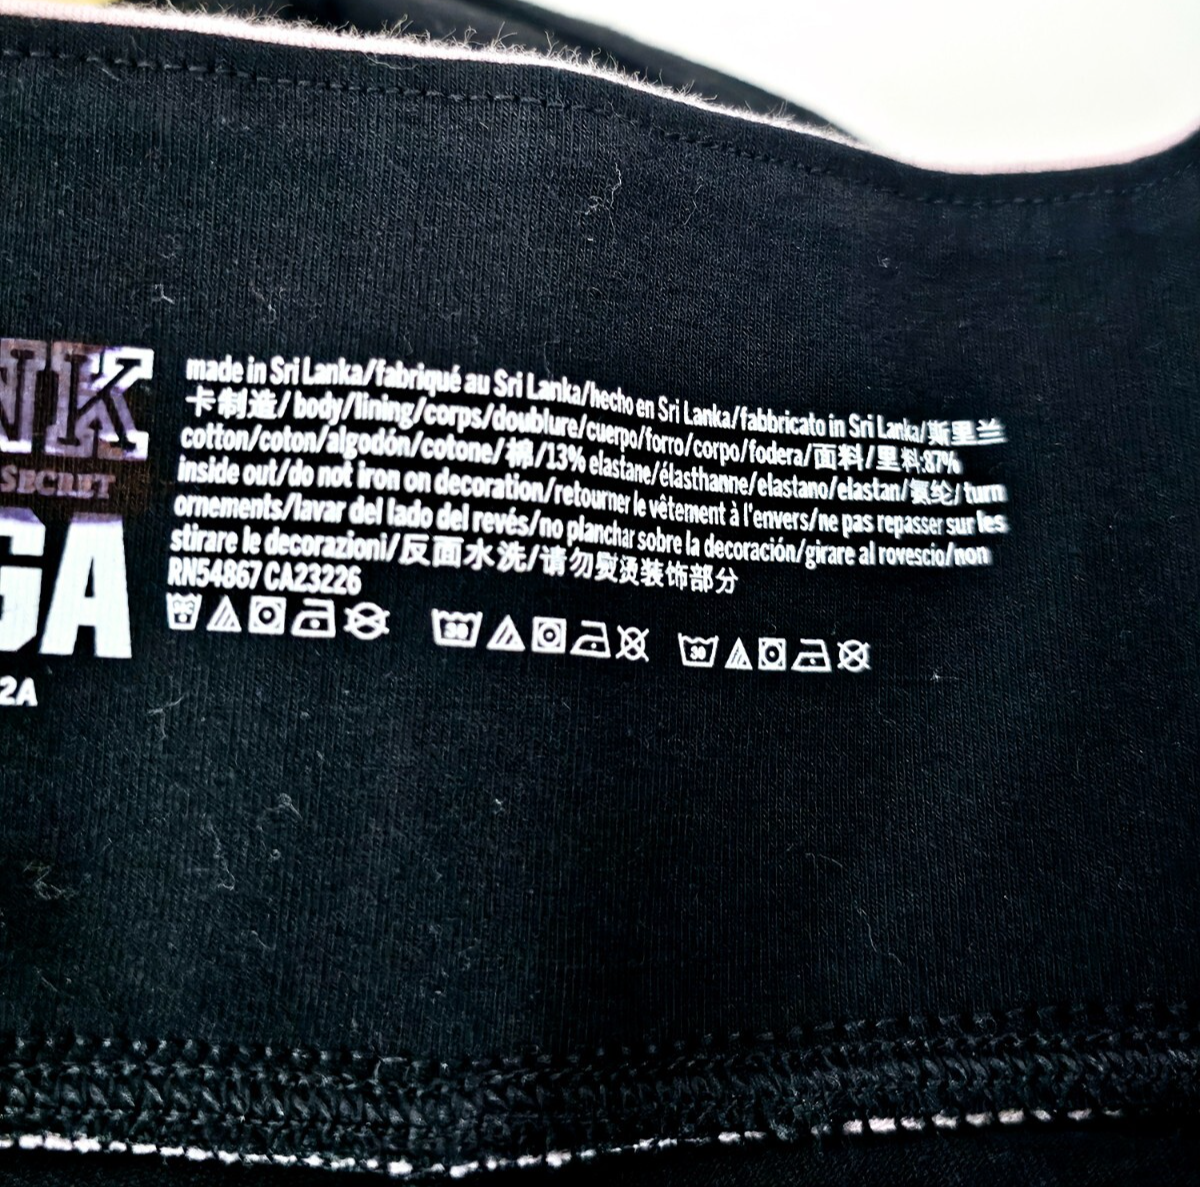 NK
SECRET
GA
2A
made in Sri Lanka/fabriqué au Sri Lanka/hecho en Sri Lanka/fabbricato in Sri Lanka/斯里兰
卡制造/body/lining/corps/doublure/cuerpo/forro/corpo/fodera/面料/里料:87%
cotton/coton/algodón/cotone/棉/13% elastane/élasthanne/elastano/elastan/氨纶/turn
inside out/do not iron on decoration/retourner le vêtement à l'envers/ne pas repasser sur les
ornements/lavar del lado del revés/no planchar sobre la decoración/girare al rovescio/non
stirare le decorazioni/反面水洗/请勿熨烫装饰部分
RN54867 CA23226
30
30